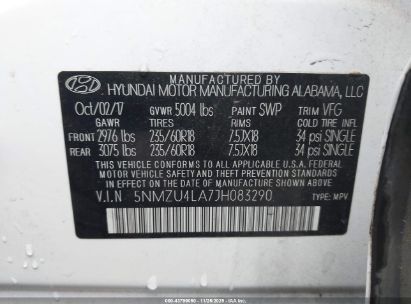 HYUNDAI MOTOR MANUFACTURING ALABAMA, LLC
Oct/02/17 GVWR 5004 lbs PAINT SWP TRIM VFG
GAWR TIRES RIMS COLD TIRE INFL
FRONT 2976 lbs 235/60R18 7.5JX18 34 psi SINGLE
REAR 3075 lbs 235/60R18 7.5JX18 34 psi SINGLE
THIS VEHICLE CONFORMS TO ALL APPLICABLE U.S. FEDERAL MOTOR VEHICLE
SAFETY AND THEFT PREVENTION STANDARDS IN EFFECT ON THE DATE OF
MANUFACTURE SHOWN ABOVE.
V.I.N 5NMZU4LA7JH083290 TYPE: MPV